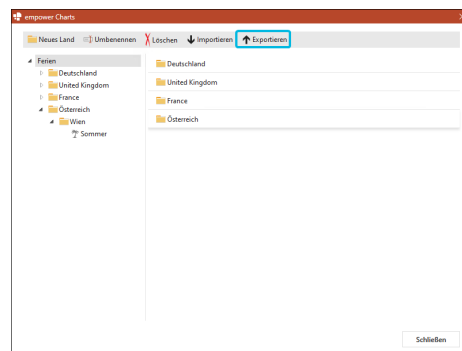 empower Charts
Neues Land Umbenennen Löschen Importieren Exportieren
Ferien
Deutschland
United Kingdom
France
Österreich
Wien
Sommer
Deutschland
United Kingdom
France
Österreich
Schließen